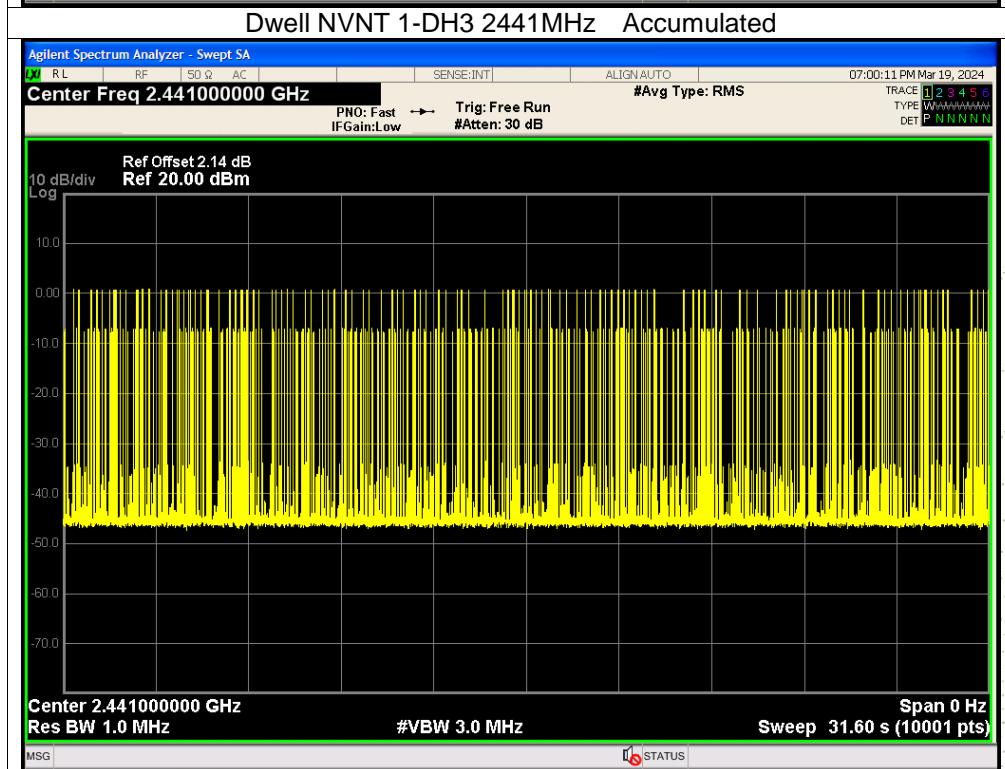 Dwell NVNT 1-DH3 2441MHz Accumulated
Agilent Spectrum Analyzer - Swept SA
LXI RL RF 50 Ω AC SENSE:INT ALIGN AUTO 07:00:11 PM Mar 19, 2024
Center Freq 2.441000000 GHz #Avg Type: RMS TRACE 1 2 3 4 5 6
PNO: Fast Trig: Free Run TYPE WWWWWW
IFGain:Low #Atten: 30 dB DET P N N N N N
Ref Offset 2.14 dB
10 dB/div Ref 20.00 dBm
Log
10.0
0.00
-10.0
-20.0
-30.0
-40.0
-50.0
-60.0
-70.0
Center 2.441000000 GHz Span 0 Hz
Res BW 1.0 MHz #VBW 3.0 MHz Sweep 31.60 s (10001 pts)
MSG STATUS